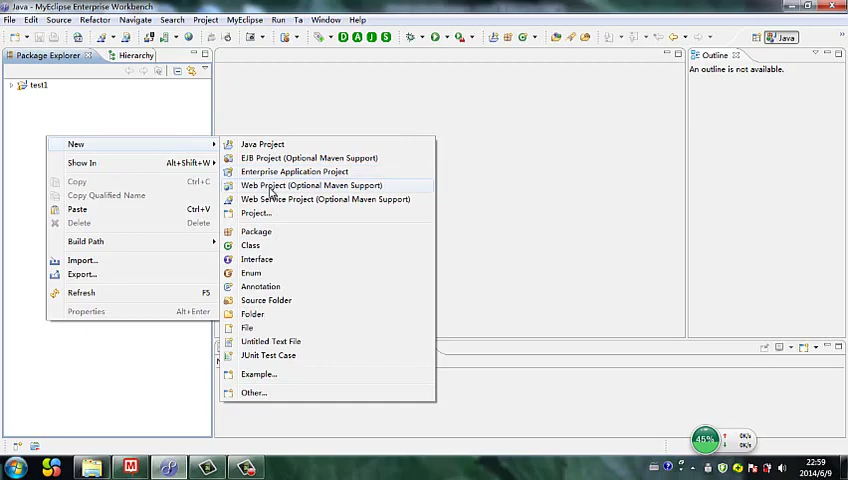 Java - MyEclipse Enterprise Workbench
File Edit Source Refactor Navigate Search Project MyEclipse Run Window Help
Java
Package Explorer Hierarchy
Outline
An outline is not available.
test1
New
Show In Alt+Shift+W
Copy Ctrl+C
Copy Qualified Name
Paste Ctrl+V
Delete Delete
Build Path
Import...
Export...
Refresh F5
Properties Alt+Enter
Java Project
EJB Project (Optional Maven Support)
Enterprise Application Project
Web Project (Optional Maven Support)
Web Service Project (Optional Maven Support)
Project...
Package
Class
Interface
Enum
Annotation
Source Folder
Folder
File
Untitled Text File
JUnit Test Case
Example...
Other...
45%
0K/s
0K/s
22:59
2014/6/9